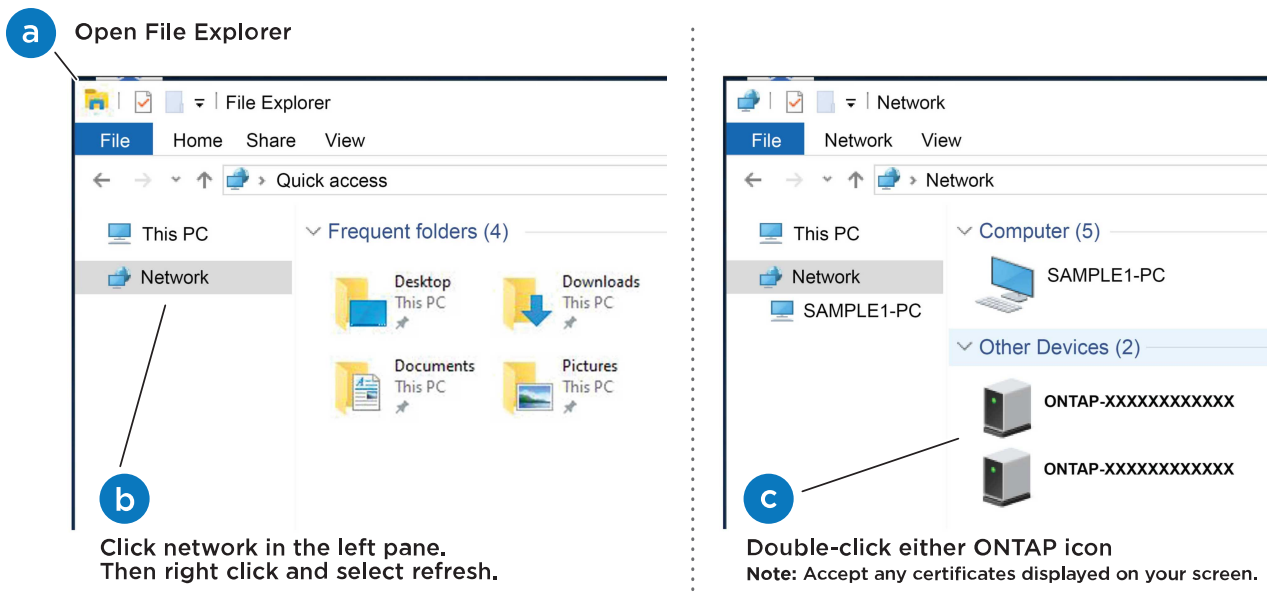 a
Open File Explorer
File Explorer
File Home Share View
Quick access
This PC
Network
Frequent folders (4)
Desktop
This PC
Downloads
This PC
Documents
This PC
Pictures
This PC
b
Click network in the left pane.
Then right click and select refresh.
Network
File Network View
Network
This PC
Network
SAMPLE1-PC
Computer (5)
SAMPLE1-PC
Other Devices (2)
ONTAP-XXXXXXXXXXXX
ONTAP-XXXXXXXXXXXX
c
Double-click either ONTAP icon
Note: Accept any certificates displayed on your screen.